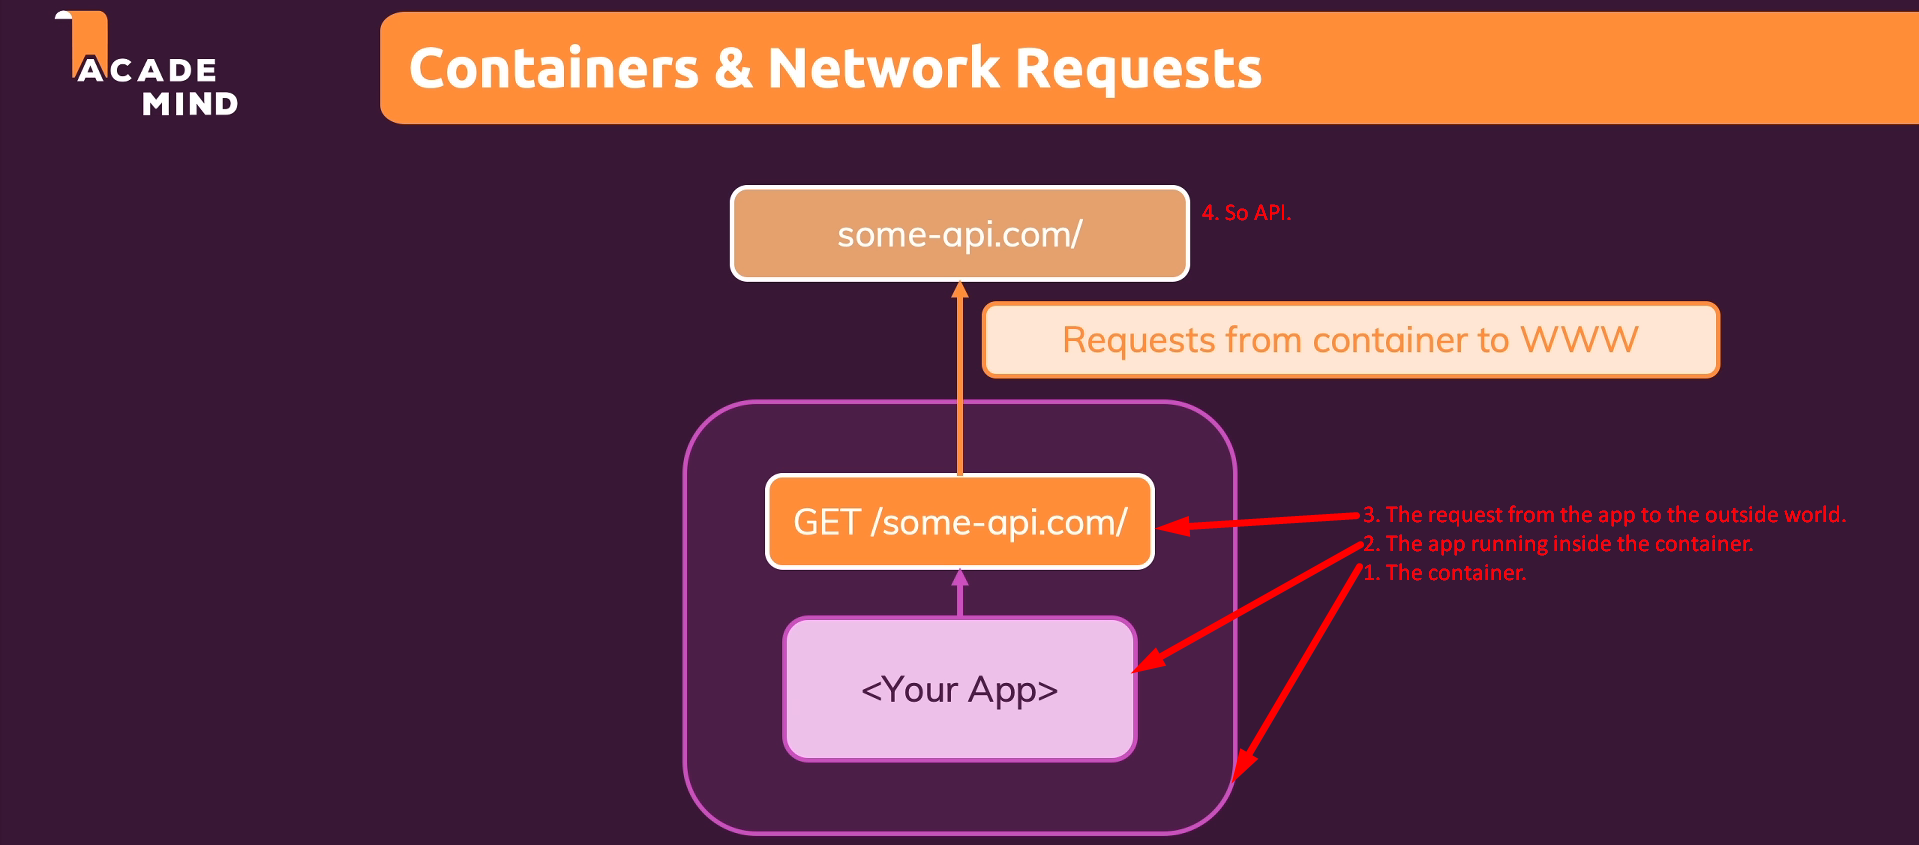 ACADE
MIND
Containers & Network Requests
some-api.com/
4. So API.
Requests from container to WWW
GET /some-api.com/
3. The request from the app to the outside world.
2. The app running inside the container.
1. The container.
<Your App>